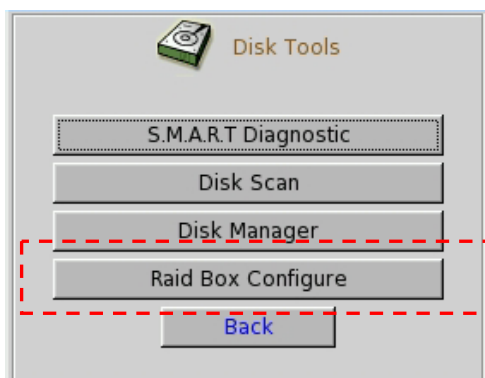 Disk Tools
S.M.A.R.T Diagnostic
Disk Scan
Disk Manager
Raid Box Configure
Back